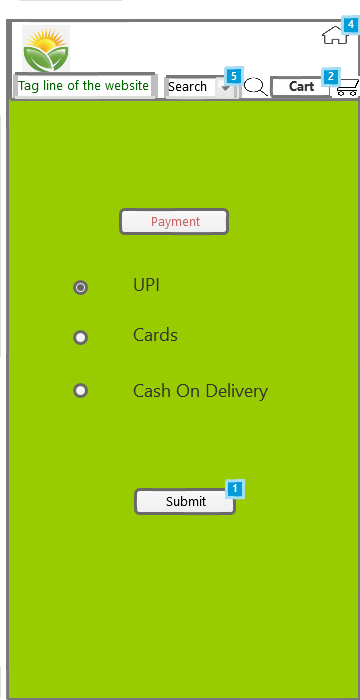 4
5
2
Tag line of the website
Search
Cart
Payment
UPI
Cards
Cash On Delivery
1
Submit